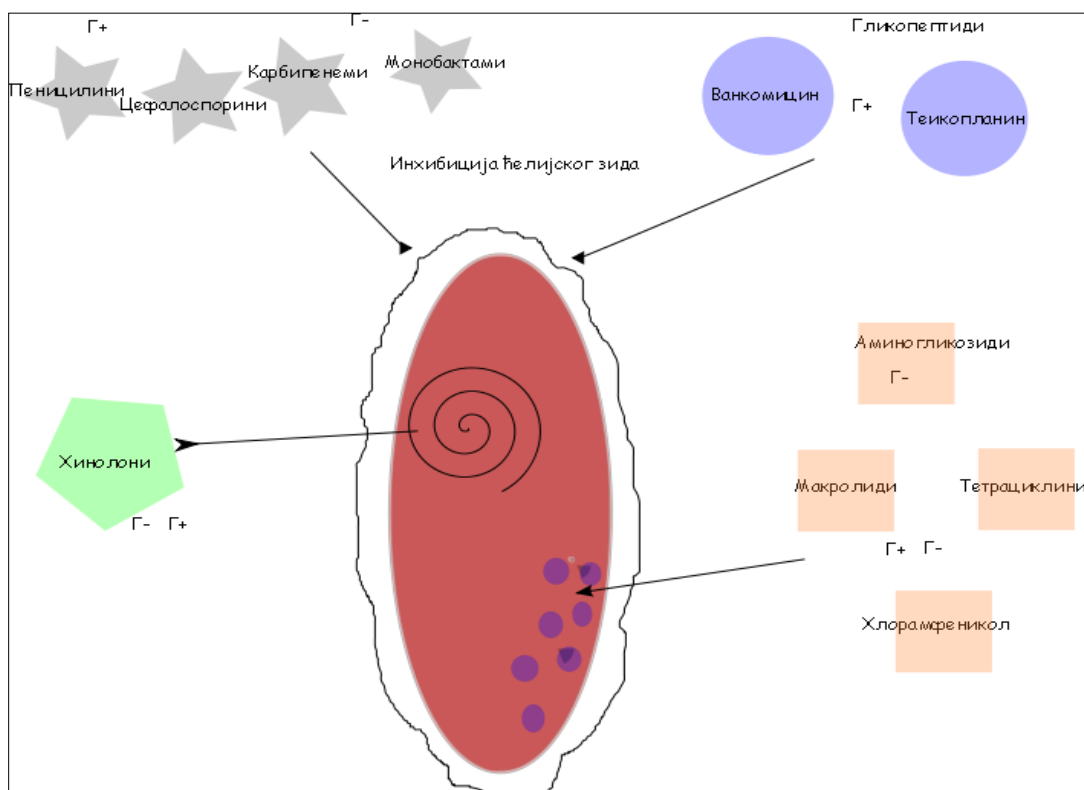 Г+
Г-
Гликопептиди
Пеницилини
Цефалоспорини
Карбипенеми
Монобактами
Ванкомицин
Г+
Теикопланин
Инхибиција ћелијског зида
Аминогликозиди
Г-
Хинолони
Г- Г+
Макролиди
Тетрациклини
Г+ Г-
Хлорамфеникол